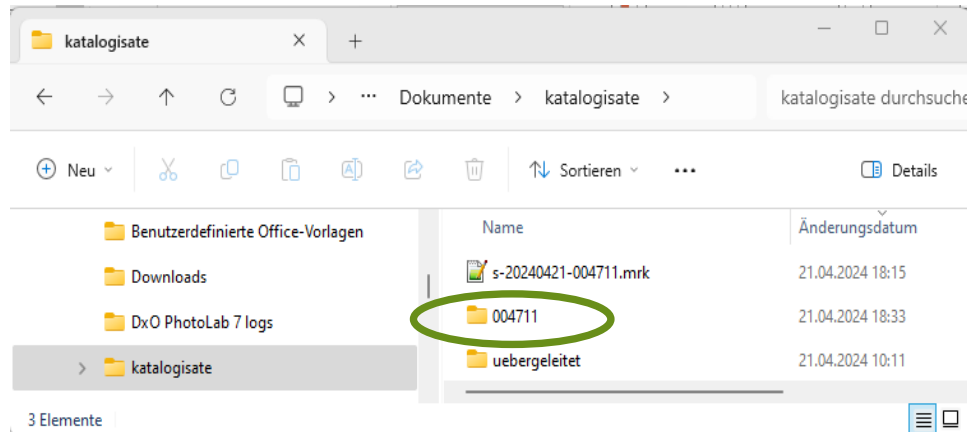 katalogisate
Dokumente > katalogisate > katalogisate durchsuche
Neu Sortieren Details
Name Änderungsdatum
Benutzerdefinierte Office-Vorlagen
s-20240421-004711.mrk 21.04.2024 18:15
Downloads
004711 21.04.2024 18:33
DxO PhotoLab 7 logs
uebergeleitet 21.04.2024 10:11
katalogisate
3 Elemente